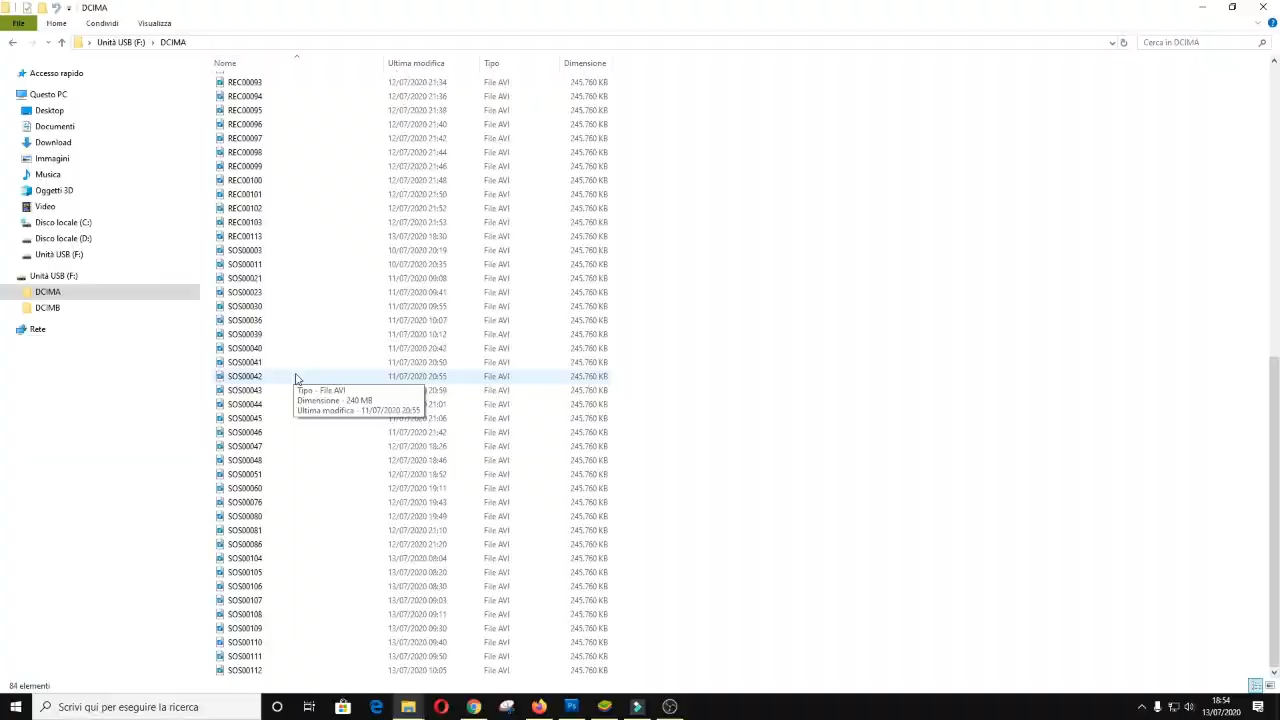 DCIMA
File Home Condividi Visualizza
Unità USB (F:) DCIMA Cerca in DCIMA
Nome Ultima modifica Tipo Dimensione
Accesso rapido
Questo PC
Desktop
Documenti
Download
Immagini
Musica
Oggetti 3D
Video
Disco locale (C:)
Disco locale (D:)
Unità USB (F:)
Unità USB (F:)
DCIMA
DCIMB
Rete
REC00093 12/07/2020 21:34 File AVI 245.760 KB
REC00094 12/07/2020 21:36 File AVI 245.760 KB
REC00095 12/07/2020 21:38 File AVI 245.760 KB
REC00096 12/07/2020 21:40 File AVI 245.760 KB
REC00097 12/07/2020 21:42 File AVI 245.760 KB
REC00098 12/07/2020 21:44 File AVI 245.760 KB
REC00099 12/07/2020 21:46 File AVI 245.760 KB
REC00100 12/07/2020 21:48 File AVI 245.760 KB
REC00101 12/07/2020 21:50 File AVI 245.760 KB
REC00102 12/07/2020 21:52 File AVI 245.760 KB
REC00103 12/07/2020 21:53 File AVI 245.760 KB
REC00113 13/07/2020 18:30 File AVI 245.760 KB
SOS00003 10/07/2020 20:19 File AVI 245.760 KB
SOS00011 10/07/2020 20:35 File AVI 245.760 KB
SOS00021 11/07/2020 09:08 File AVI 245.760 KB
SOS00023 11/07/2020 09:41 File AVI 245.760 KB
SOS00030 11/07/2020 09:55 File AVI 245.760 KB
SOS00036 11/07/2020 10:07 File AVI 245.760 KB
SOS00039 11/07/2020 10:12 File AVI 245.760 KB
SOS00040 11/07/2020 20:42 File AVI 245.760 KB
SOS00041 11/07/2020 20:50 File AVI 245.760 KB
SOS00042 11/07/2020 20:55 File AVI 245.760 KB
SOS00043 20:59 File AVI 245.760 KB
SOS00044 21:01 File AVI 245.760 KB
SOS00045 11/07/2020 21:06 File AVI 245.760 KB
SOS00046 11/07/2020 21:42 File AVI 245.760 KB
SOS00047 12/07/2020 18:26 File AVI 245.760 KB
SOS00048 12/07/2020 18:46 File AVI 245.760 KB
SOS00051 12/07/2020 18:52 File AVI 245.760 KB
SOS00060 12/07/2020 19:11 File AVI 245.760 KB
SOS00076 12/07/2020 19:43 File AVI 245.760 KB
SOS00080 12/07/2020 19:49 File AVI 245.760 KB
SOS00081 12/07/2020 21:10 File AVI 245.760 KB
SOS00086 12/07/2020 21:20 File AVI 245.760 KB
SOS00104 13/07/2020 08:04 File AVI 245.760 KB
SOS00105 13/07/2020 08:20 File AVI 245.760 KB
SOS00106 13/07/2020 08:30 File AVI 245.760 KB
SOS00107 13/07/2020 09:03 File AVI 245.760 KB
SOS00108 13/07/2020 09:11 File AVI 245.760 KB
SOS00109 13/07/2020 09:30 File AVI 245.760 KB
SOS00110 13/07/2020 09:40 File AVI 245.760 KB
SOS00111 13/07/2020 09:50 File AVI 245.760 KB
SOS00112 13/07/2020 10:05 File AVI 245.760 KB
Tipo - File AVI
Dimensione - 240 MB
Ultima modifica - 11/07/2020 20:55
84 elementi
Scrivi qui per eseguire la ricerca
18:54
13/07/2020